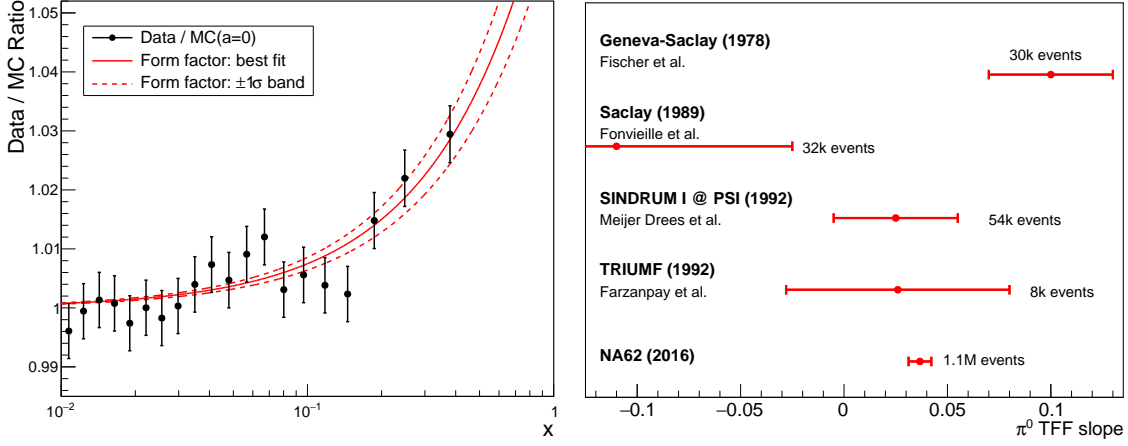 Data / MC Ratio
1.05
1.04
1.03
1.02
1.01
1
0.99
Data / MC(a=0)
Form factor: best fit
Form factor: ±1σ band
10⁻²
10⁻¹
1
x
Geneva-Saclay (1978)
Fischer et al.
30k events
Saclay (1989)
Fonvieille et al.
32k events
SINDRUM I @ PSI (1992)
Meijer Drees et al.
54k events
TRIUMF (1992)
Farzanpay et al.
8k events
NA62 (2016)
1.1M events
−0.1
−0.05
0
0.05
0.1
π⁰ TFF slope